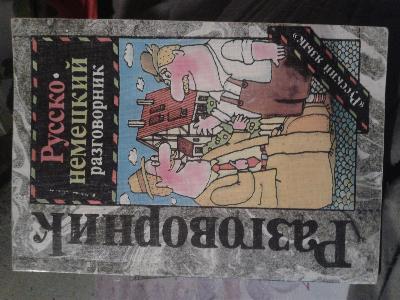 Русско-
немецкий
разговорник
«Русский язык»
Разговорник